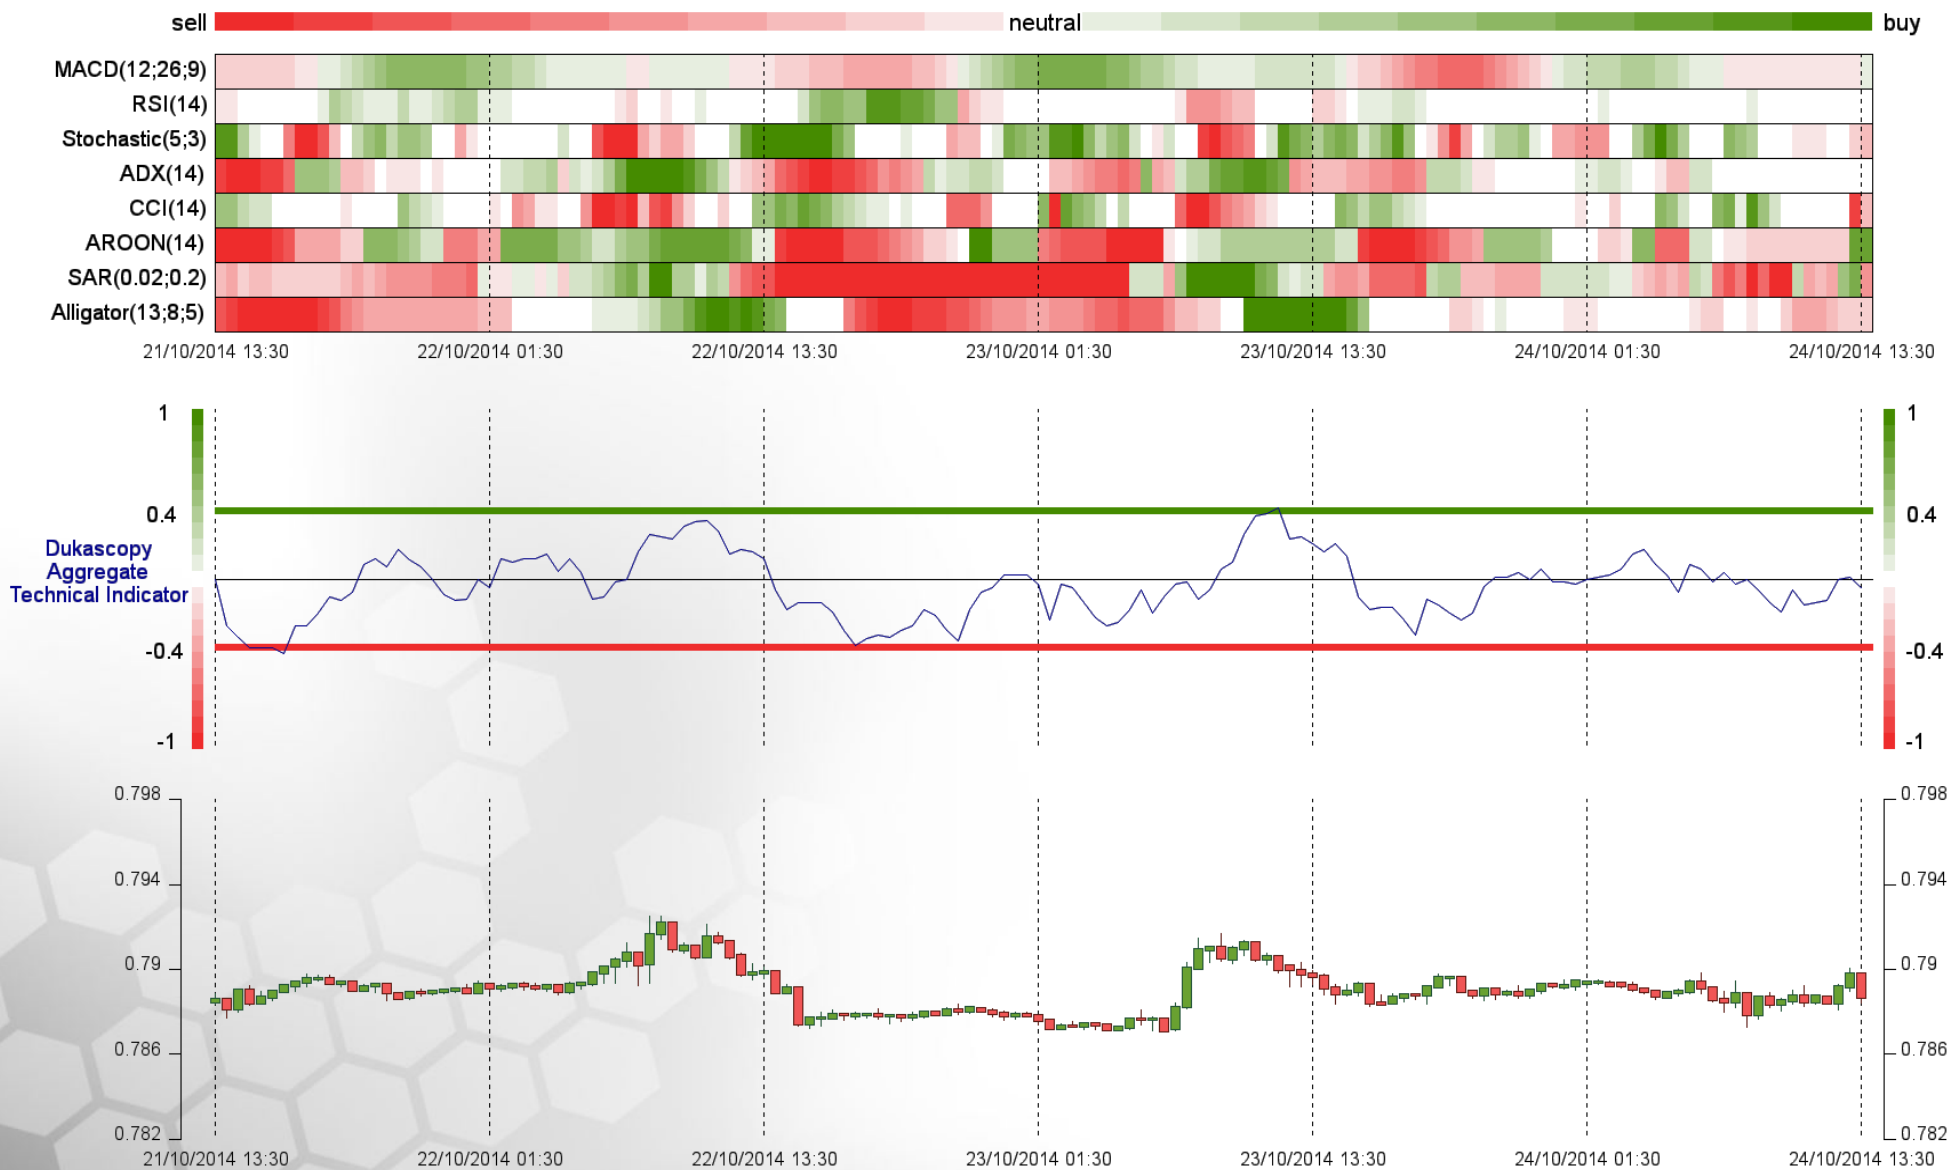 sell neutral buy
MACD(12;26;9)
RSI(14)
Stochastic(5;3)
ADX(14)
CCI(14)
AROON(14)
SAR(0.02;0.2)
Alligator(13;8;5)
21/10/2014 13:30 22/10/2014 01:30 22/10/2014 13:30 23/10/2014 01:30 23/10/2014 13:30 24/10/2014 01:30 24/10/2014 13:30
1 1
0.4 0.4
Dukascopy
Aggregate
Technical Indicator
-0.4 -0.4
-1 -1
0.798 0.798
0.794 0.794
0.79 0.79
0.786 0.786
0.782 0.782
21/10/2014 13:30 22/10/2014 01:30 22/10/2014 13:30 23/10/2014 01:30 23/10/2014 13:30 24/10/2014 01:30 24/10/2014 13:30